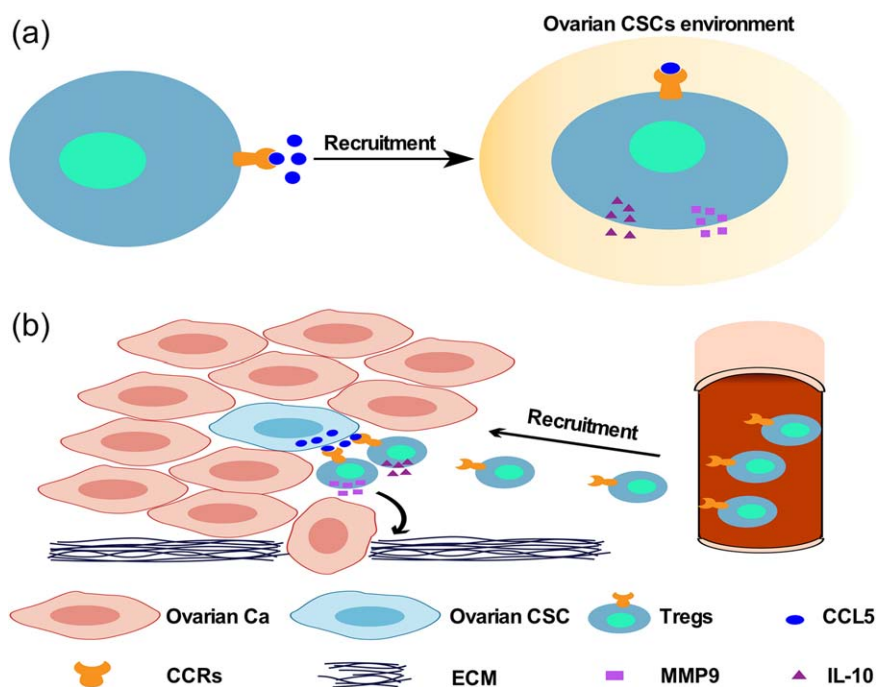 (a)
Ovarian CSCs environment
Recruitment
(b)
Recruitment
Ovarian Ca
Ovarian CSC
Tregs
CCL5
CCRs
ECM
MMP9
IL-10